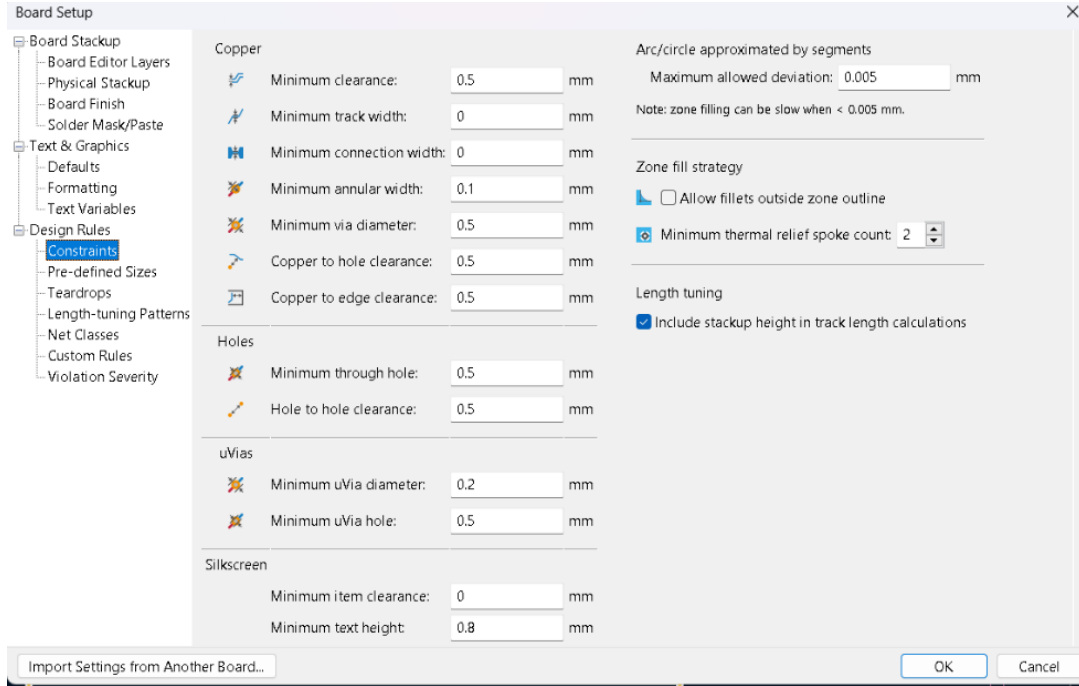 Board Setup
Board Stackup
Board Editor Layers
Physical Stackup
Board Finish
Solder Mask/Paste
Text & Graphics
Defaults
Formatting
Text Variables
Design Rules
Constraints
Pre-defined Sizes
Teardrops
Length-tuning Patterns
Net Classes
Custom Rules
Violation Severity
Copper
Minimum clearance: 0.5 mm
Minimum track width: 0 mm
Minimum connection width: 0 mm
Minimum annular width: 0.1 mm
Minimum via diameter: 0.5 mm
Copper to hole clearance: 0.5 mm
Copper to edge clearance: 0.5 mm
Holes
Minimum through hole: 0.5 mm
Hole to hole clearance: 0.5 mm
uVias
Minimum uVia diameter: 0.2 mm
Minimum uVia hole: 0.5 mm
Silkscreen
Minimum item clearance: 0 mm
Minimum text height: 0.8 mm
Arc/circle approximated by segments
Maximum allowed deviation: 0.005 mm
Note: zone filling can be slow when < 0.005 mm.
Zone fill strategy
Allow fillets outside zone outline
Minimum thermal relief spoke count: 2
Length tuning
Include stackup height in track length calculations
Import Settings from Another Board...
OK
Cancel